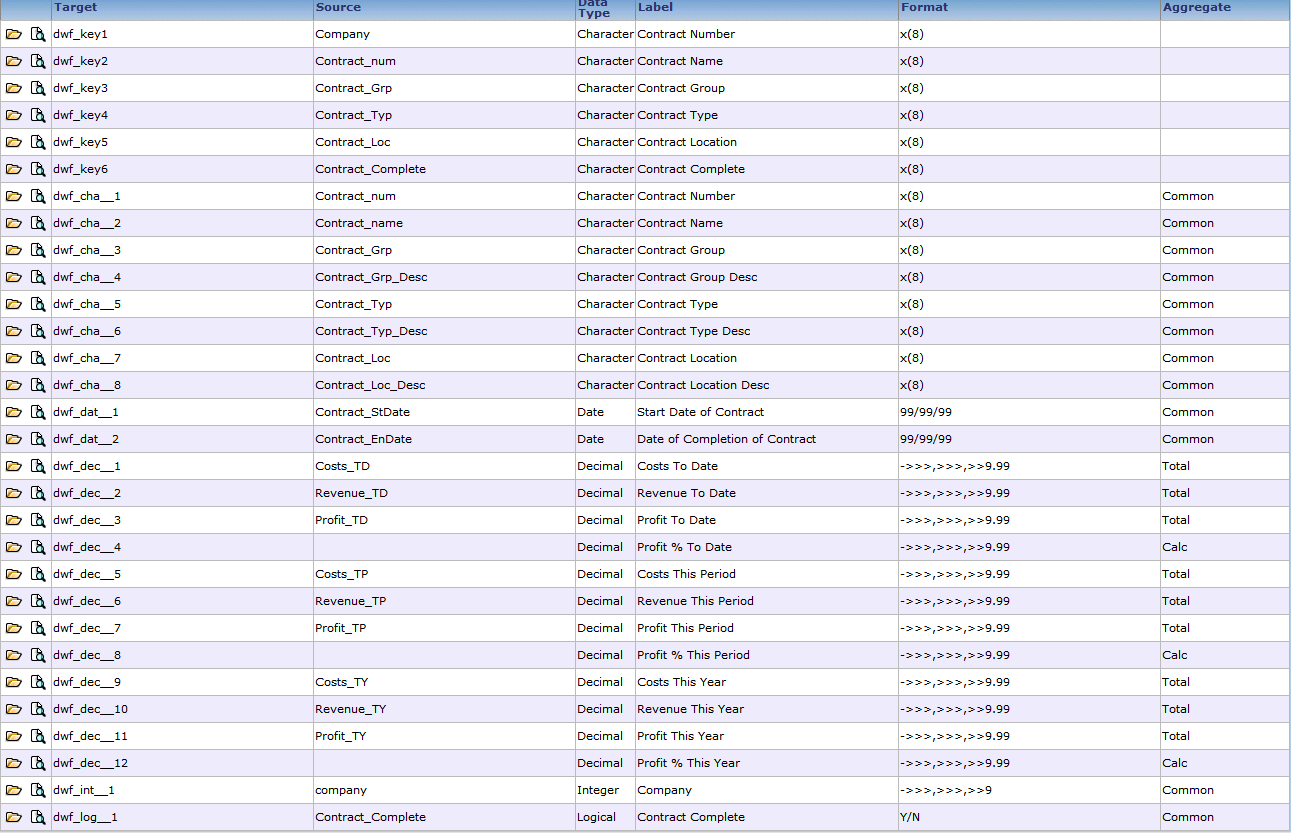 Target Source Data Type Label Format Aggregate
dwf_key1 Company Character Contract Number x(8)
dwf_key2 Contract_num Character Contract Name x(8)
dwf_key3 Contract_Grp Character Contract Group x(8)
dwf_key4 Contract_Typ Character Contract Type x(8)
dwf_key5 Contract_Loc Character Contract Location x(8)
dwf_key6 Contract_Complete Character Contract Complete x(8)
dwf_cha__1 Contract_num Character Contract Number x(8) Common
dwf_cha__2 Contract_name Character Contract Name x(8) Common
dwf_cha__3 Contract_Grp Character Contract Group x(8) Common
dwf_cha__4 Contract_Grp_Desc Character Contract Group Desc x(8) Common
dwf_cha__5 Contract_Typ Character Contract Type x(8) Common
dwf_cha__6 Contract_Typ_Desc Character Contract Type Desc x(8) Common
dwf_cha__7 Contract_Loc Character Contract Location x(8) Common
dwf_cha__8 Contract_Loc_Desc Character Contract Location Desc x(8) Common
dwf_dat__1 Contract_StDate Date Start Date of Contract 99/99/99 Common
dwf_dat__2 Contract_EnDate Date Date of Completion of Contract 99/99/99 Common
dwf_dec__1 Costs_TD Decimal Costs To Date ->>>,>>>,>>9.99 Total
dwf_dec__2 Revenue_TD Decimal Revenue To Date ->>>,>>>,>>9.99 Total
dwf_dec__3 Profit_TD Decimal Profit To Date ->>>,>>>,>>9.99 Total
dwf_dec__4 Decimal Profit % To Date ->>>,>>>,>>9.99 Calc
dwf_dec__5 Costs_TP Decimal Costs This Period ->>>,>>>,>>9.99 Total
dwf_dec__6 Revenue_TP Decimal Revenue This Period ->>>,>>>,>>9.99 Total
dwf_dec__7 Profit_TP Decimal Profit This Period ->>>,>>>,>>9.99 Total
dwf_dec__8 Decimal Profit % This Period ->>>,>>>,>>9.99 Calc
dwf_dec__9 Costs_TY Decimal Costs This Year ->>>,>>>,>>9.99 Total
dwf_dec__10 Revenue_TY Decimal Revenue This Year ->>>,>>>,>>9.99 Total
dwf_dec__11 Profit_TY Decimal Profit This Year ->>>,>>>,>>9.99 Total
dwf_dec__12 Decimal Profit % This Year ->>>,>>>,>>9.99 Calc
dwf_int__1 company Integer Company ->>>,>>>,>>9 Common
dwf_log__1 Contract_Complete Logical Contract Complete Y/N Common